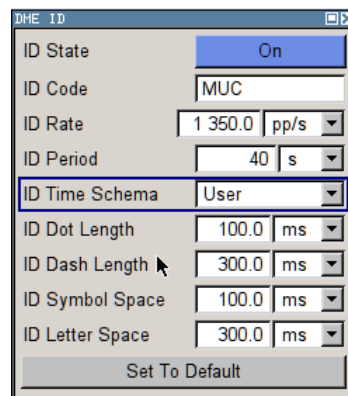 DME ID
ID State On
ID Code MUC
ID Rate 1 350.0 pp/s
ID Period 40 s
ID Time Schema User
ID Dot Length 100.0 ms
ID Dash Length 300.0 ms
ID Symbol Space 100.0 ms
ID Letter Space 300.0 ms
Set To Default